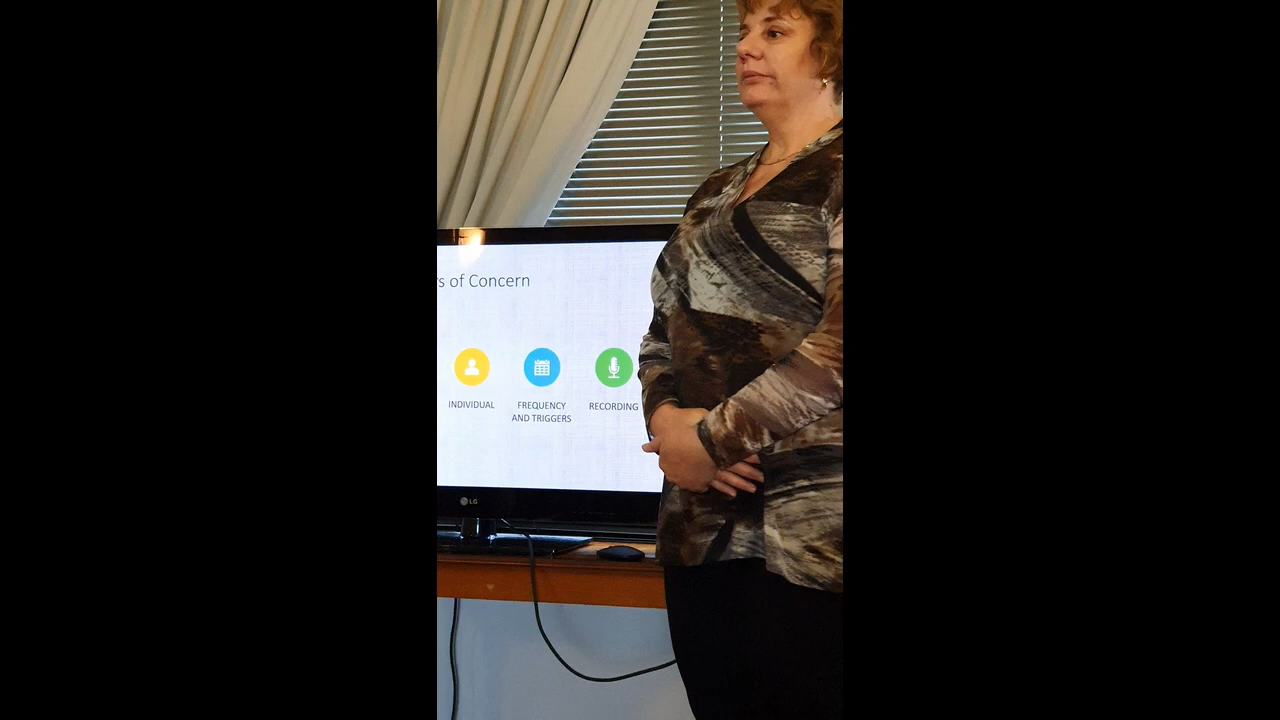 s of Concern
INDIVIDUAL
FREQUENCY
AND TRIGGERS
RECORDING
LG